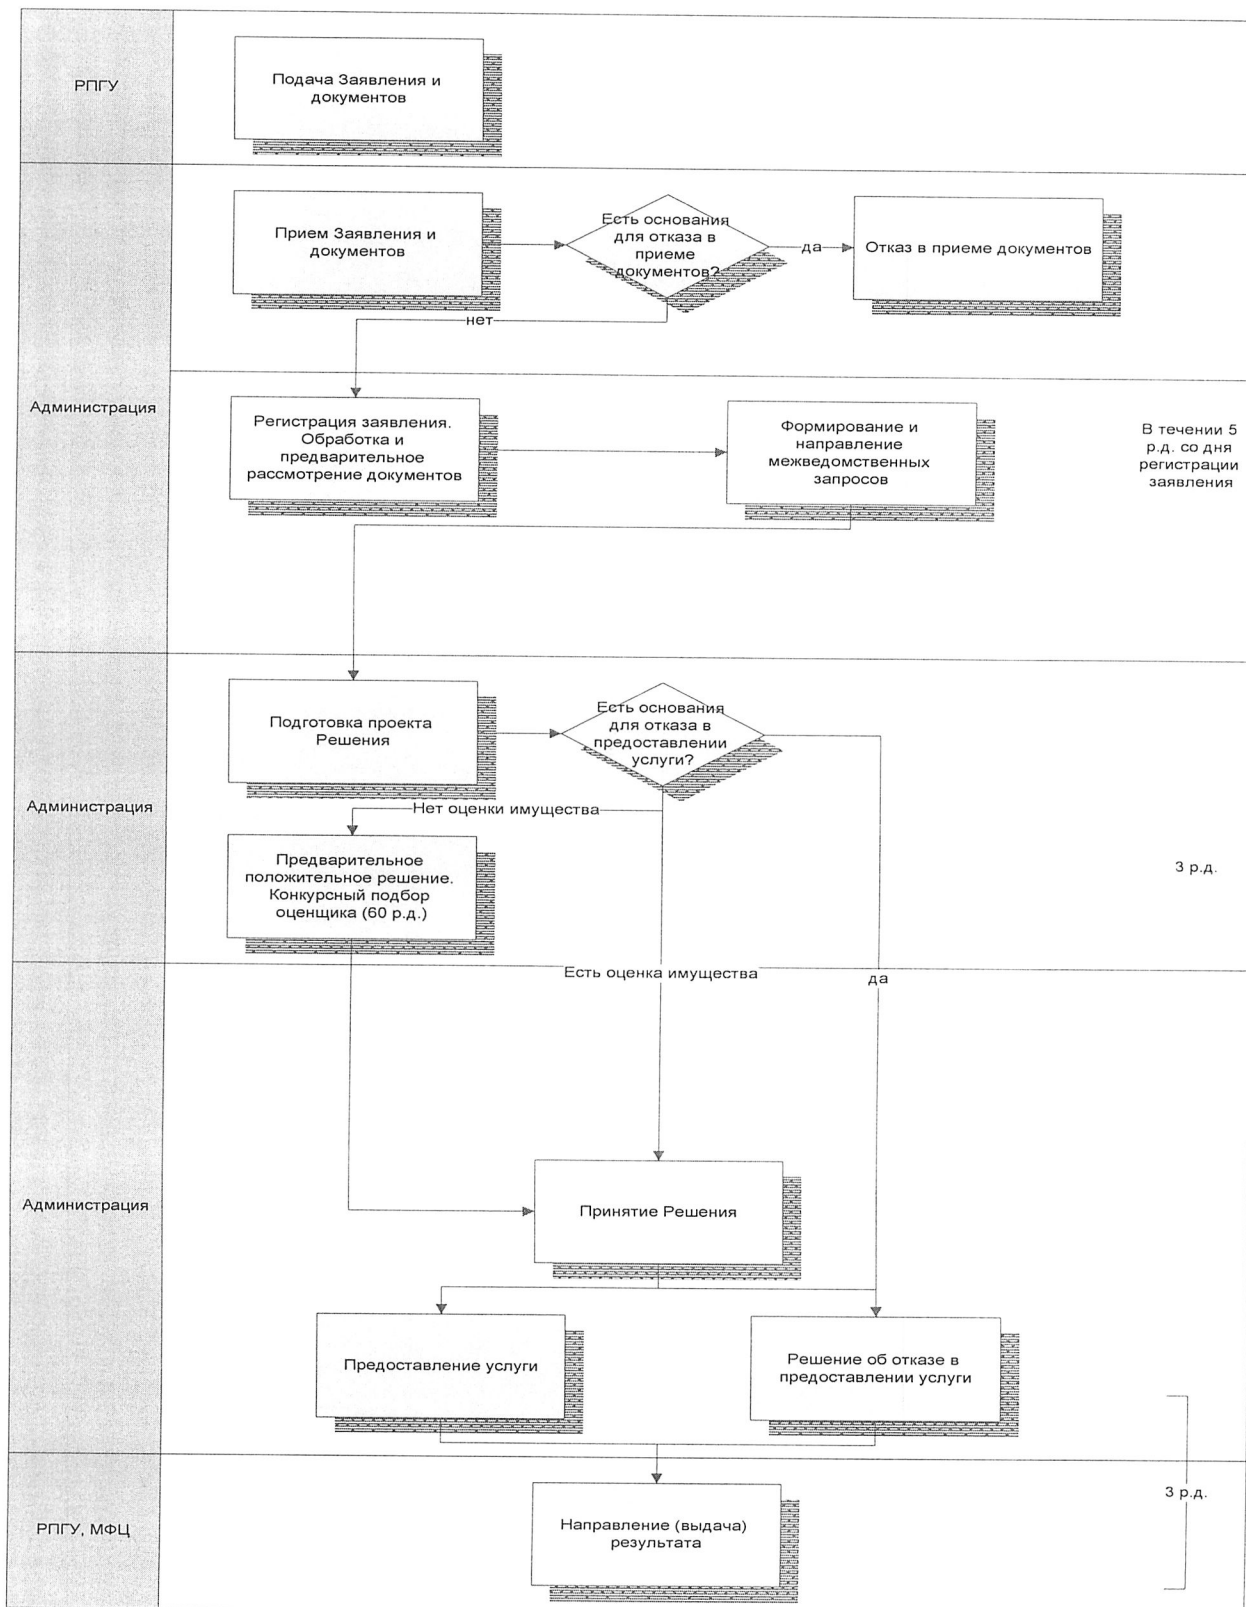 РПГУ
Подача Заявления и
документов
Прием Заявления и
документов
Есть основания
для отказа в
приеме
документов?
да
Отказ в приеме документов
нет
Администрация
Регистрация заявления.
Обработка и
предварительное
рассмотрение документов
Формирование и
направление
межведомственных
запросов
В течении 5
р.д. со дня
регистрации
заявления
Подготовка проекта
Решения
Есть основания
для отказа в
предоставлении
услуги?
Администрация
Нет оценки имущества
Предварительное
положительное решение.
Конкурсный подбор
оценщика (60 р.д.)
3 р.д.
Есть оценка имущества
да
Администрация
Принятие Решения
Предоставление услуги
Решение об отказе в
предоставлении услуги
3 р.д.
РПГУ, МФЦ
Направление (выдача)
результата